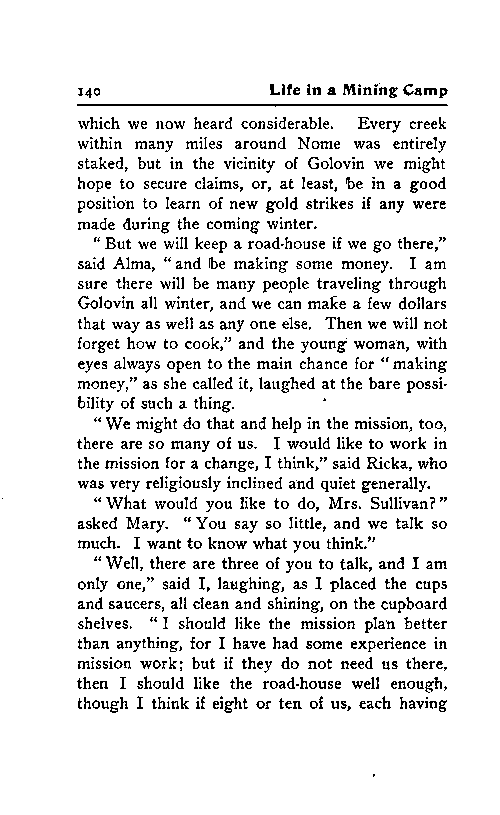 140 Life in a Mining Camp
which we now heard considerable. Every creek
within many miles around Nome was entirely
staked, but in the vicinity of Golovin we might
hope to secure claims, or, at least, be in a good
position to learn of new gold strikes if any were
made during the coming winter.
"But we will keep a road-house if we go there,"
said Alma, "and be making some money. I am
sure there will be many people traveling through
Golovin all winter, and we can make a few dollars
that way as well as any one else. Then we will not
forget how to cook," and the young woman, with
eyes always open to the main chance for "making
money," as she called it, laughed at the bare possi-
bility of such a thing.
"We might do that and help in the mission, too,
there are so many of us. I would like to work in
the mission for a change, I think," said Ricka, who
was very religiously inclined and quiet generally.
"What would you like to do, Mrs. Sullivan?"
asked Mary. "You say so little, and we talk so
much. I want to know what you think."
"Well, there are three of you to talk, and I am
only one," said I, laughing, as I placed the cups
and saucers, all clean and shining, on the cupboard
shelves. "I should like the mission plan better
than anything, for I have had some experience in
mission work; but if they do not need us there,
then I should like the road-house well enough,
though I think if eight or ten of us, each having